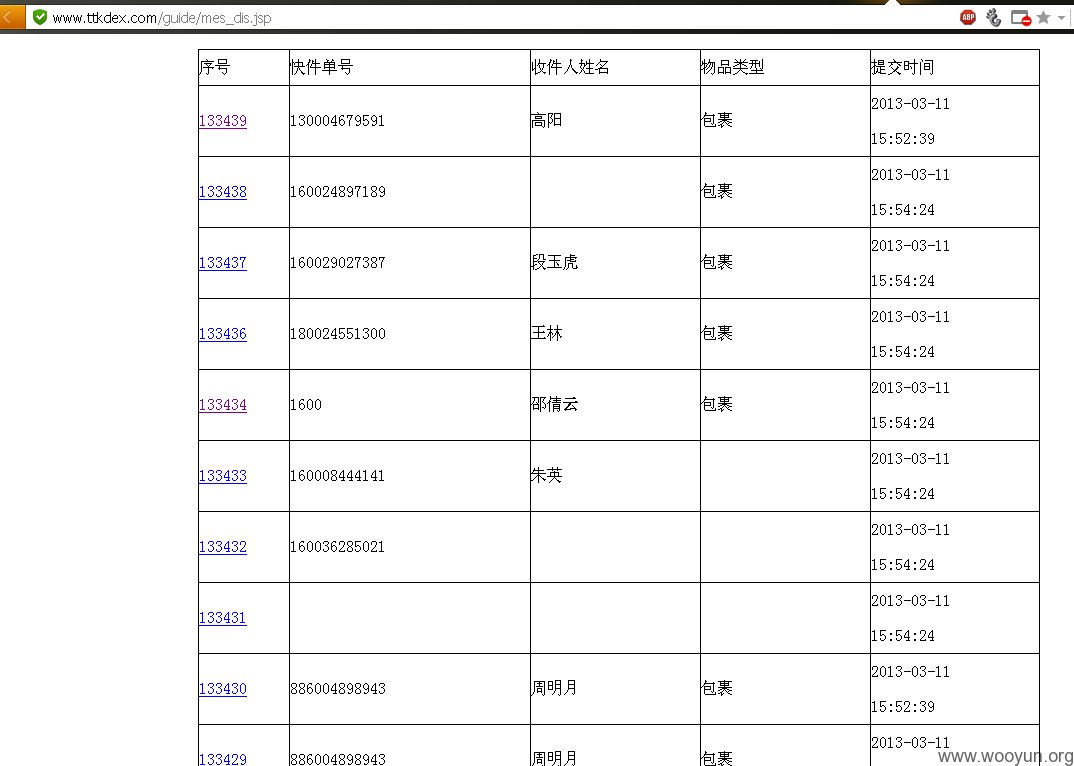 www.ttkdex.com/guide/mes_dis.jsp
ABP
序号 快件单号 收件人姓名 物品类型 提交时间
133439 130004679591 高阳 包裹 2013-03-11
15:52:39
133438 160024897189 包裹 2013-03-11
15:54:24
133437 160029027387 段玉虎 包裹 2013-03-11
15:54:24
133436 180024551300 王林 包裹 2013-03-11
15:54:24
133434 1600 邵倩云 包裹 2013-03-11
15:54:24
133433 160008444141 朱英 2013-03-11
15:54:24
133432 160036285021 2013-03-11
15:54:24
133431 2013-03-11
15:54:24
133430 886004898943 周明月 包裹 2013-03-11
15:52:39
133429 886004898943 周明月 包裹 2013-03-11
www.wooyun.org